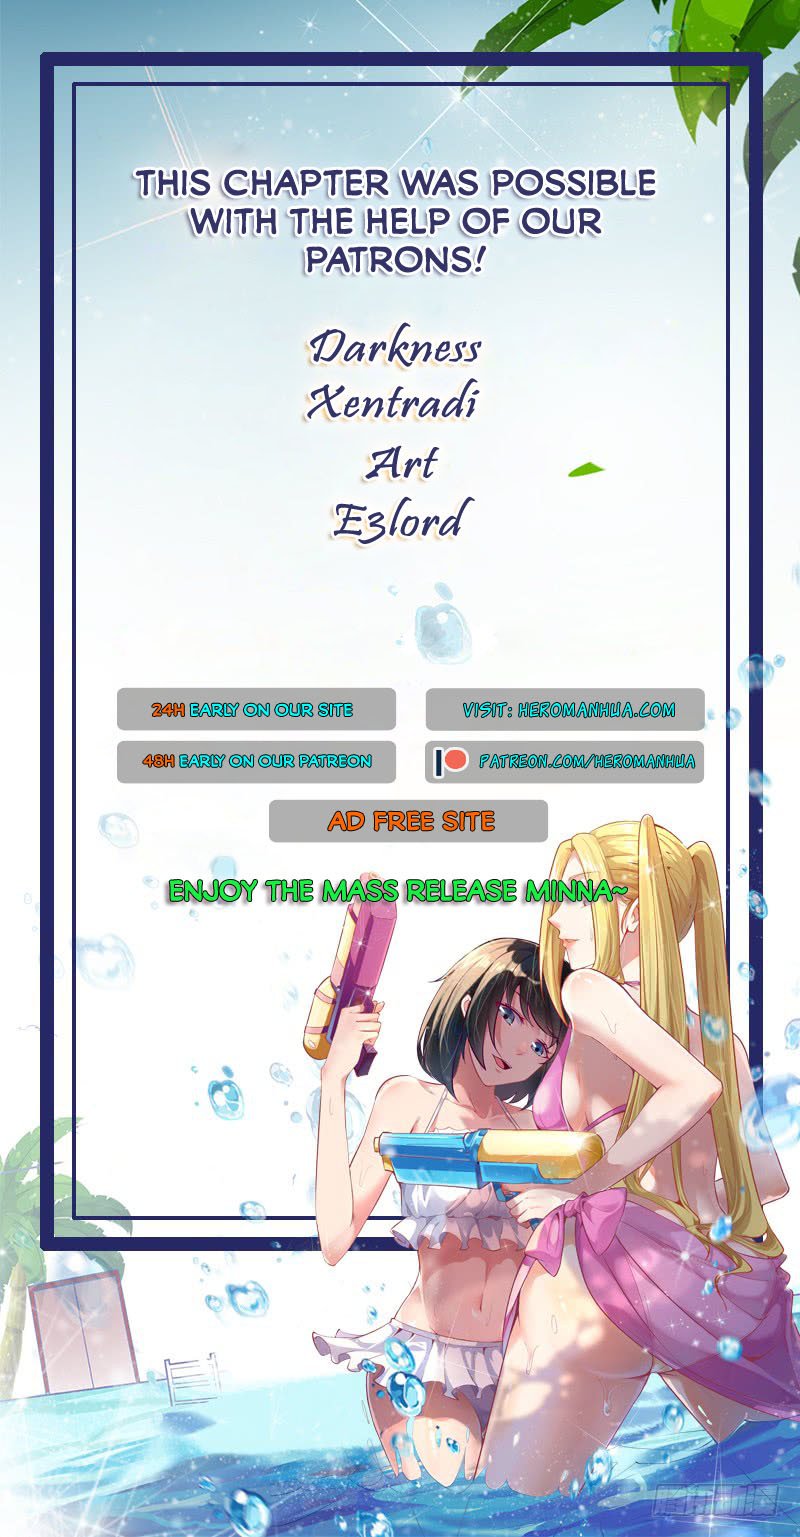 THIS CHAPTER WAS POSSIBLE
WITH THE HELP OF OUR
PATRONS!
Darkness
Xentradi
Art
E3lord
24H EARLY ON OUR SITE
VISIT: HEROMANHUA.COM
48H EARLY ON OUR PATREON
PATREON.COM/HEROMANHUA
AD FREE SITE
ENJOY THE MASS RELEASE MINNA~